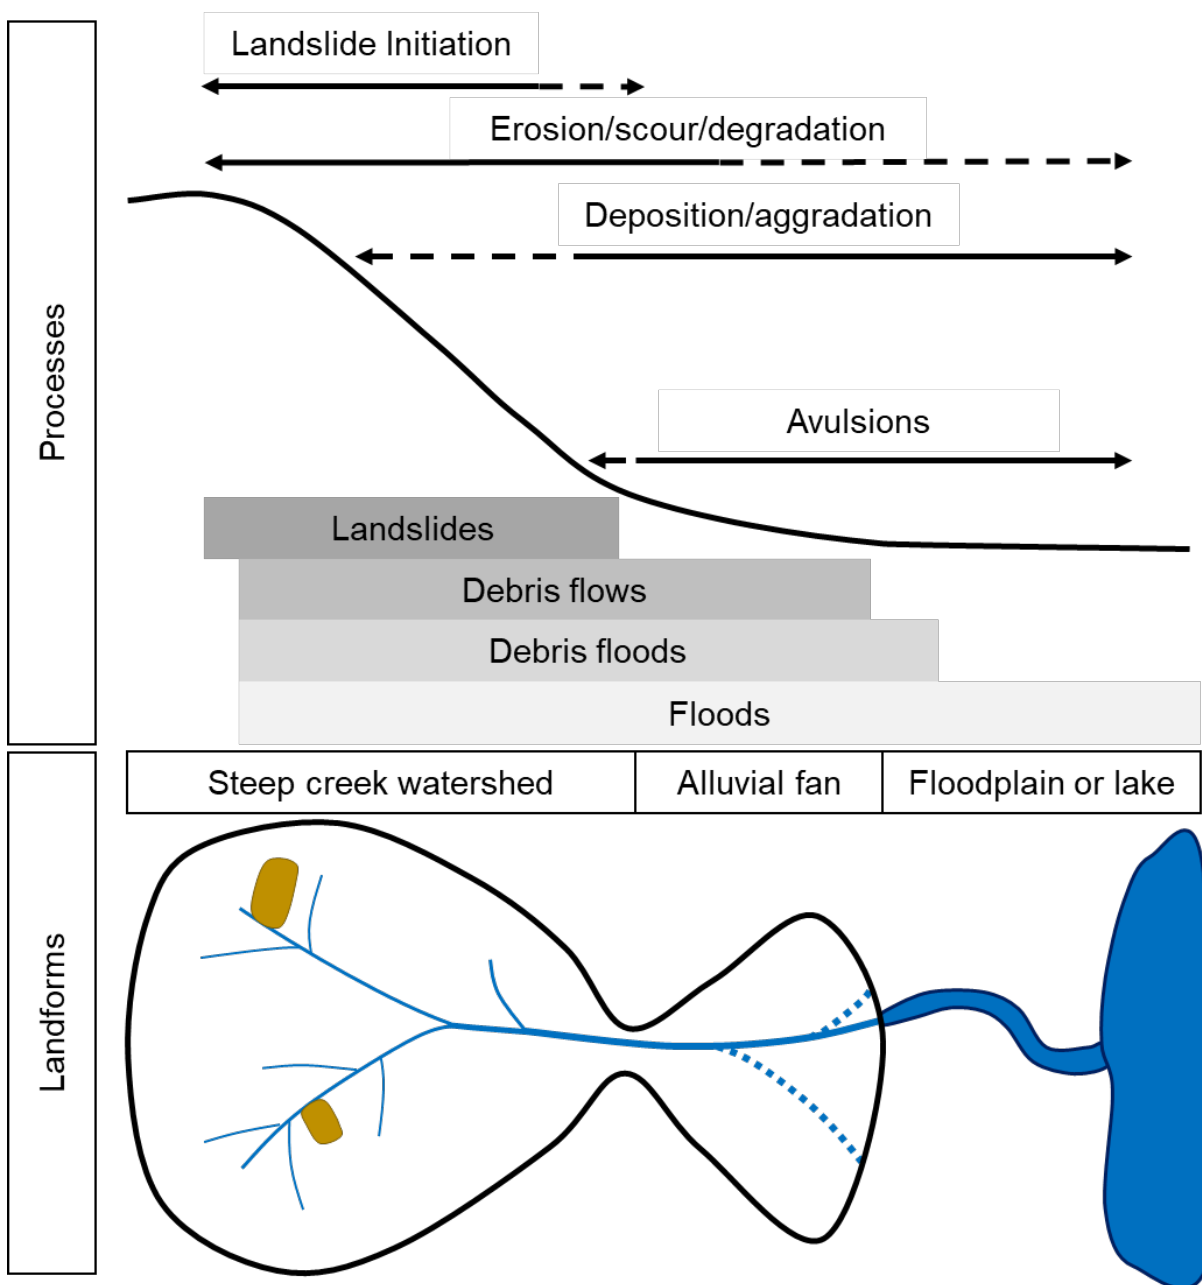 Landslide Initiation
Erosion/scour/degradation
Deposition/aggradation
Processes
Avulsions
Landslides
Debris flows
Debris floods
Floods
Steep creek watershed
Alluvial fan
Floodplain or lake
Landforms